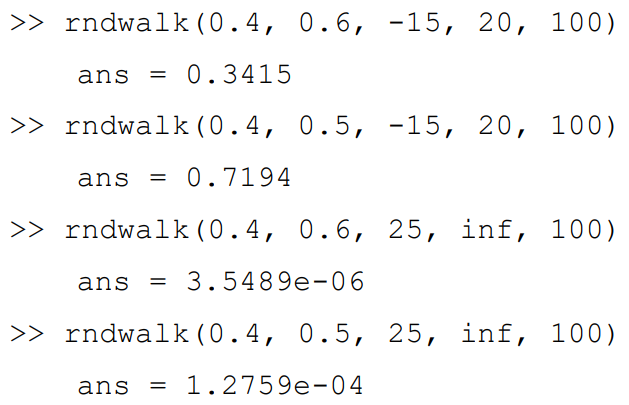 >> rndwalk(0.4, 0.6, -15, 20, 100)
ans = 0.3415
>> rndwalk(0.4, 0.5, -15, 20, 100)
ans = 0.7194
>> rndwalk(0.4, 0.6, 25, inf, 100)
ans = 3.5489e-06
>> rndwalk(0.4, 0.5, 25, inf, 100)
ans = 1.2759e-04